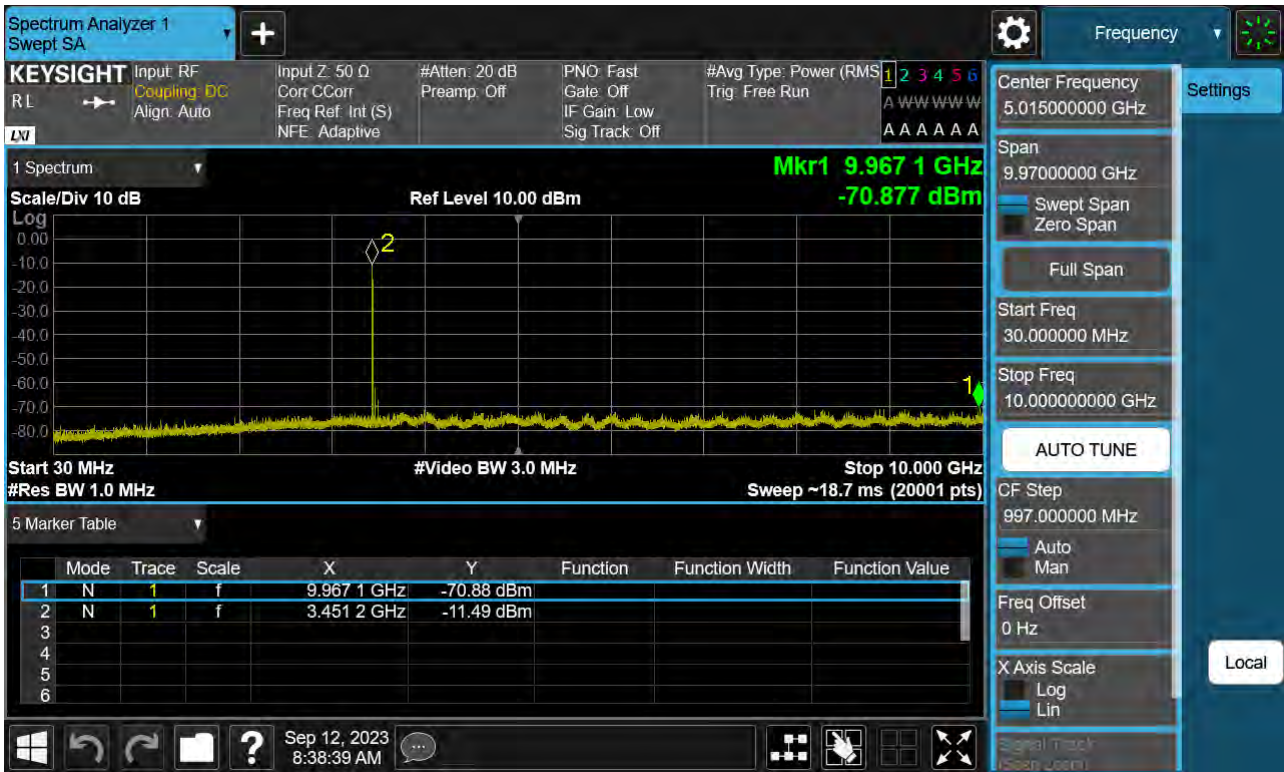 Spectrum Analyzer 1
Swept SA
+
Frequency
KEYSIGHT
RL
LXI
Input: RF
Coupling: DC
Align: Auto
Input Z: 50 Ω
Corr CCorr
Freq Ref: Int (S)
NFE: Adaptive
#Atten: 20 dB
Preamp: Off
PNO: Fast
Gate: Off
IF Gain: Low
Sig Track: Off
#Avg Type: Power (RMS
Trig: Free Run
1 2 3 4 5 6
A W W W W W
A A A A A A
1 Spectrum
Mkr1 9.967 1 GHz
Scale/Div 10 dB
Ref Level 10.00 dBm
-70.877 dBm
Log
0.00
-10.0
-20.0
-30.0
-40.0
-50.0
-60.0
-70.0
-80.0
2
1
Start 30 MHz
#Video BW 3.0 MHz
Stop 10.000 GHz
#Res BW 1.0 MHz
Sweep ~18.7 ms (20001 pts)
5 Marker Table
Mode Trace Scale X Y Function Function Width Function Value
1 N 1 f 9.967 1 GHz -70.88 dBm
2 N 1 f 3.451 2 GHz -11.49 dBm
3
4
5
6
Center Frequency
5.015000000 GHz
Settings
Span
9.97000000 GHz
Swept Span
Zero Span
Full Span
Start Freq
30.000000 MHz
Stop Freq
10.000000000 GHz
AUTO TUNE
CF Step
997.000000 MHz
Auto
Man
Freq Offset
0 Hz
X Axis Scale
Log
Lin
Signal Track
(Span Zoom)
Local
?
Sep 12, 2023
8:38:39 AM